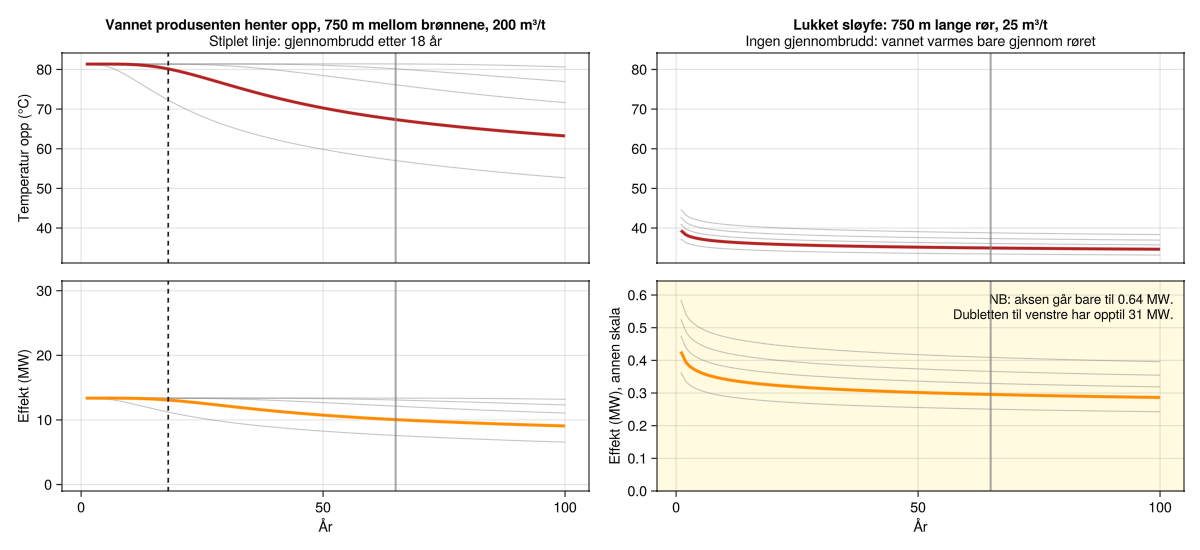 Vannet produsenten henter opp, 750 m mellom brønnene, 200 m³/t
Stiplet linje: gjennombrudd etter 18 år
80
70
60
50
40
Temperatur opp (°C)
Lukket sløyfe: 750 m lange rør, 25 m³/t
Ingen gjennombrudd: vannet varmes bare gjennom røret
80
70
60
50
40
30
20
10
0
Effekt (MW)
0
50
100
År
NB: aksen går bare til 0.64 MW.
Dubletten til venstre har opptil 31 MW.
0.6
0.5
0.4
0.3
0.2
0.1
0.0
Effekt (MW), annen skala
0
50
100
År